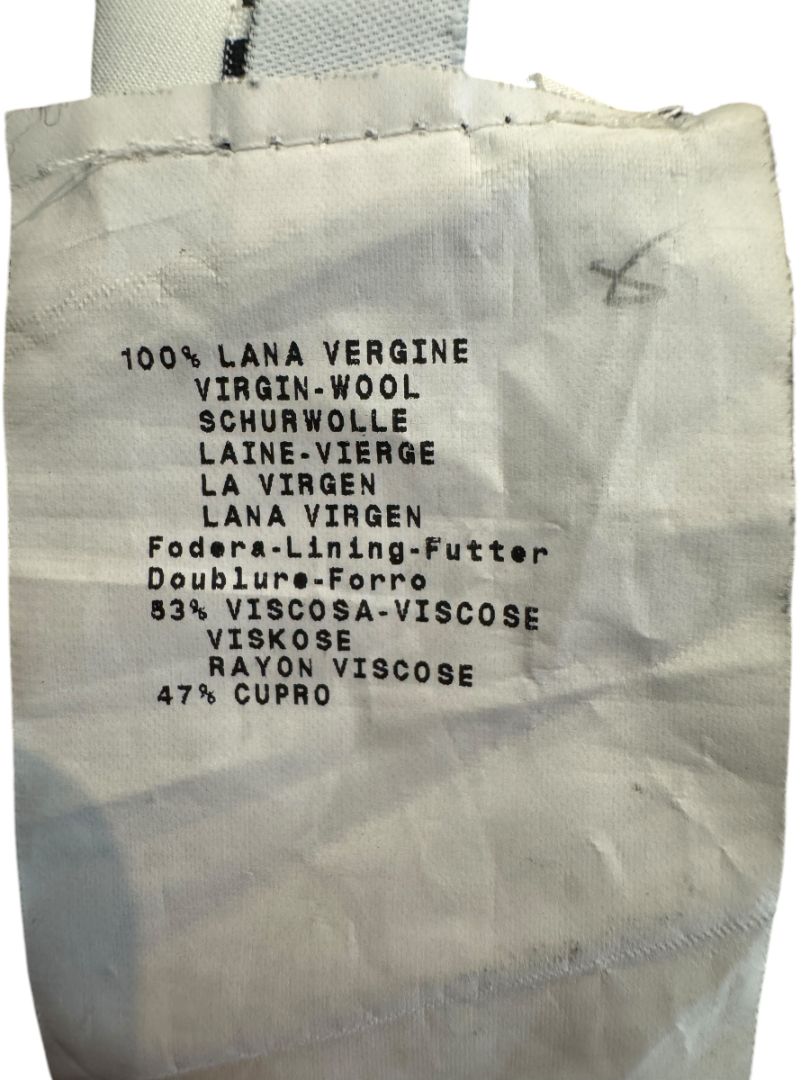 100% LANA VERGINE
VIRGIN-WOOL
SCHURWOLLE
LAINE-VIERGE
LA VIRGEN
LANA VIRGEN
Fodera-Lining-Futter
Doublure-Forro
53% VISCOSA-VISCOSE
VISKOSE
RAYON VISCOSE
47% CUPRO